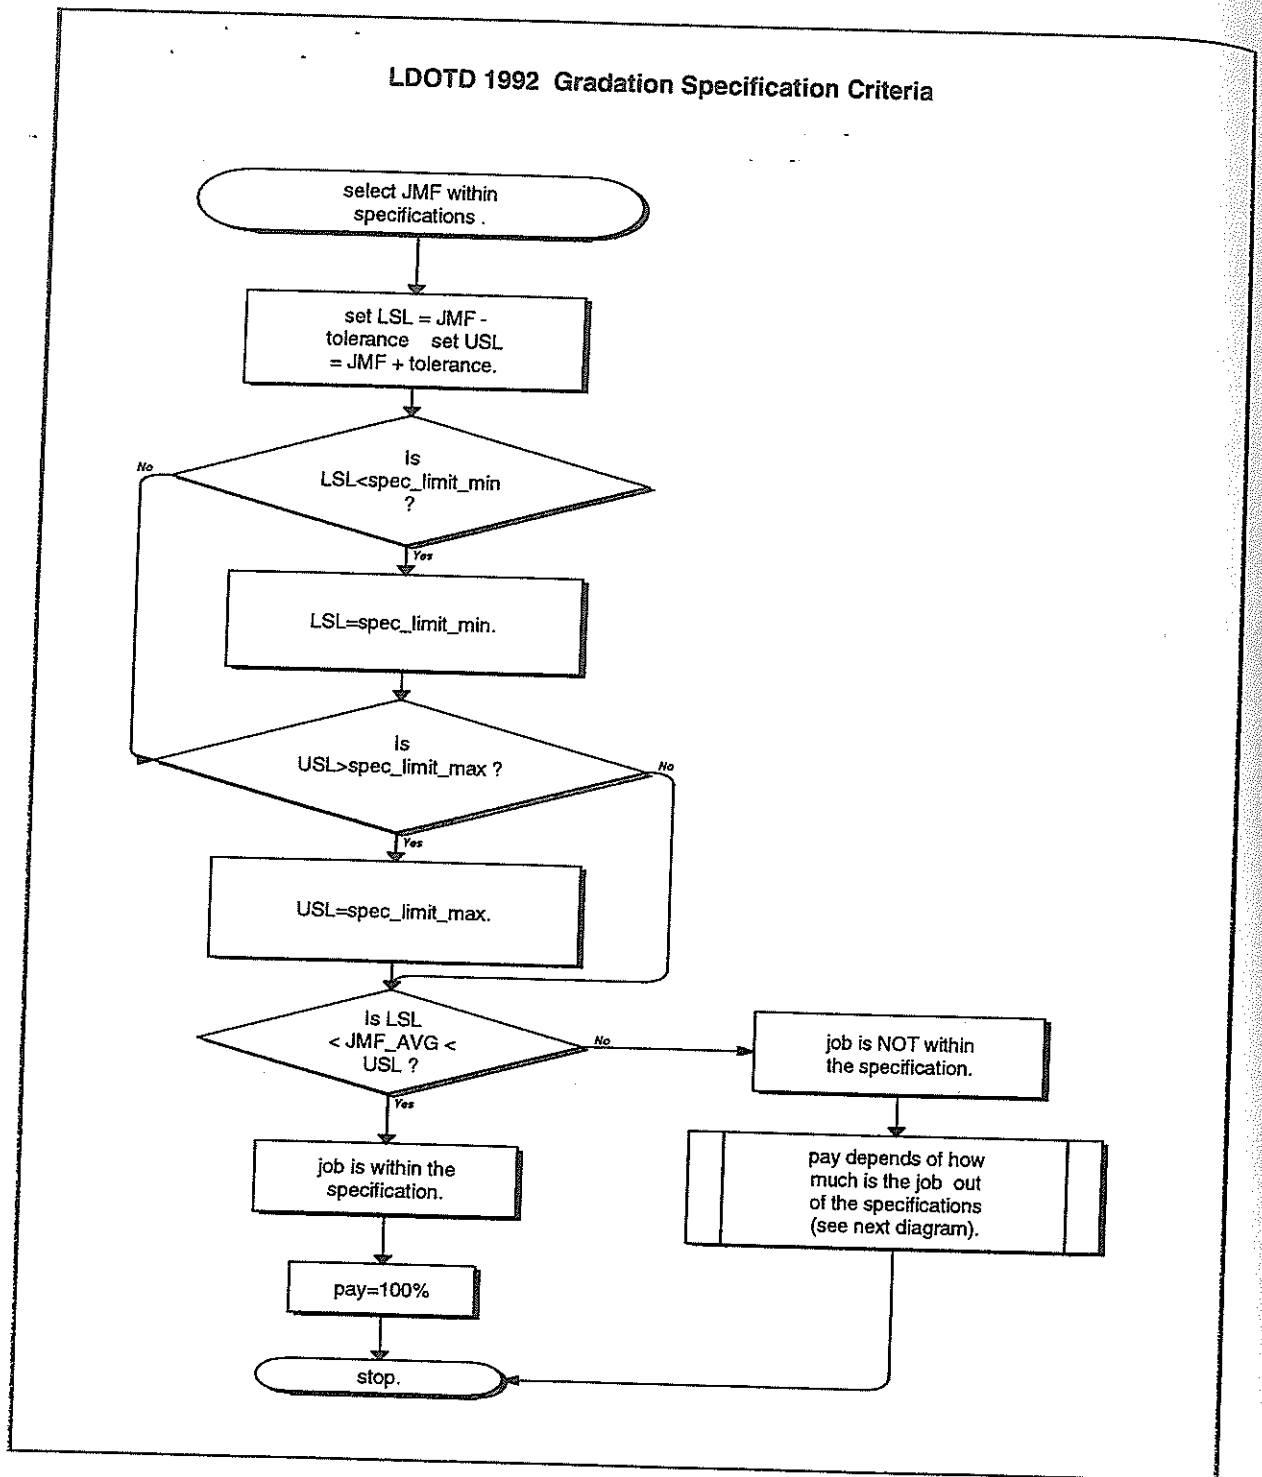 LDOTD 1992 Gradation Specification Criteria
select JMF within
specifications .
set LSL = JMF -
tolerance set USL
= JMF + tolerance.
Is
LSL<spec_limit_min
?
No
Yes
LSL=spec_limit_min.
Is
USL>spec_limit_max ?
No
Yes
USL=spec_limit_max.
Is LSL
< JMF_AVG <
USL ?
No
Yes
job is NOT within
the specification.
job is within the
specification.
pay depends of how
much is the job out
of the specifications
(see next diagram).
pay=100%
stop.